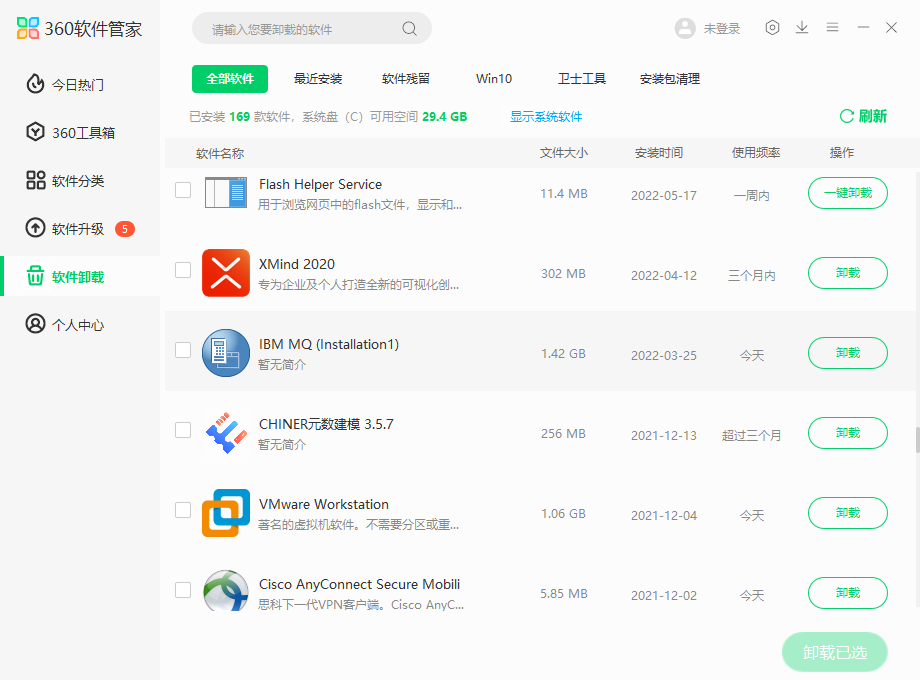 360软件管家
请输入您要卸载的软件
未登录
今日热门
360工具箱
软件分类
软件升级 5
软件卸载
个人中心
全部软件 最近安装 软件残留 Win10 卫士工具 安装包清理
已安装 169 款软件，系统盘（C）可用空间 29.4 GB 显示系统软件 刷新
软件名称 文件大小 安装时间 使用频率 操作
Flash Helper Service
用于浏览网页中的flash文件，显示和...
11.4 MB 2022-05-17 一周内 一键卸载
XMind 2020
专为企业及个人打造全新的可视化创...
302 MB 2022-04-12 三个月内 卸载
IBM MQ (Installation1)
暂无简介
1.42 GB 2022-03-25 今天 卸载
CHINER元数建模 3.5.7
暂无简介
256 MB 2021-12-13 超过三个月 卸载
VMware Workstation
著名的虚拟机软件。不需要分区或重...
1.06 GB 2021-12-04 今天 卸载
Cisco AnyConnect Secure Mobili
思科下一代VPN客户端。Cisco AnyC...
5.85 MB 2021-12-02 今天 卸载
卸载已选